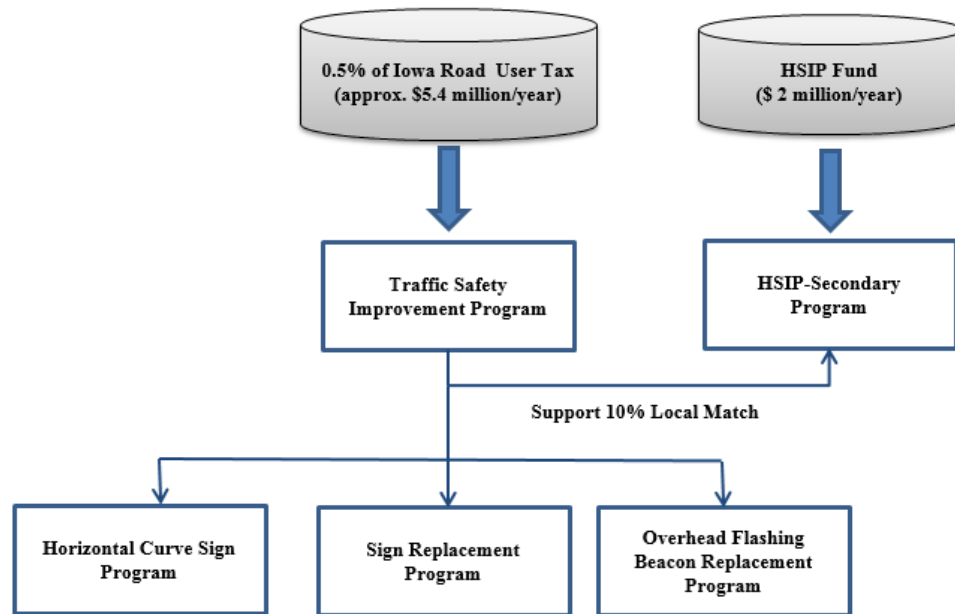 0.5% of Iowa Road User Tax
(approx. $5.4 million/year)
HSIP Fund
($ 2 million/year)
Traffic Safety
Improvement Program
HSIP-Secondary
Program
Support 10% Local Match
Horizontal Curve Sign
Program
Sign Replacement
Program
Overhead Flashing
Beacon Replacement
Program